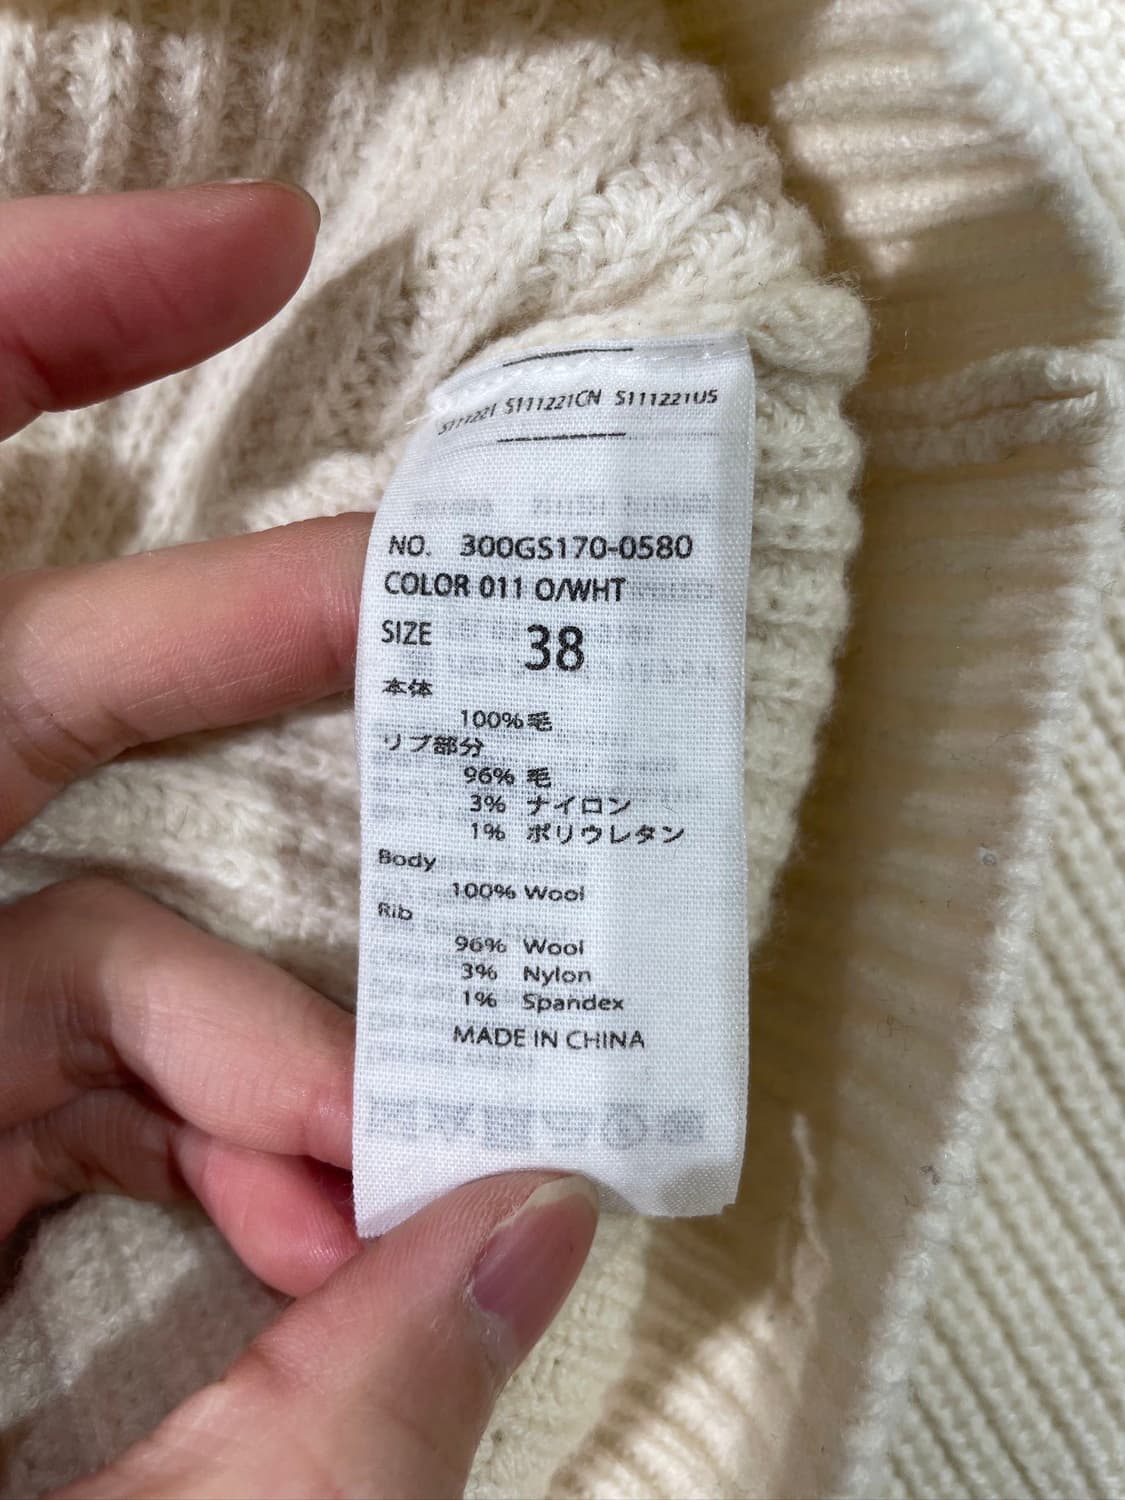 S111221 S111221CN S111221US
NO. 300GS170-0580
COLOR 011 O/WHT
SIZE 38
本体
100%毛
リブ部分
96% 毛
3% ナイロン
1% ポリウレタン
Body
100% Wool
Rib
96% Wool
3% Nylon
1% Spandex
MADE IN CHINA